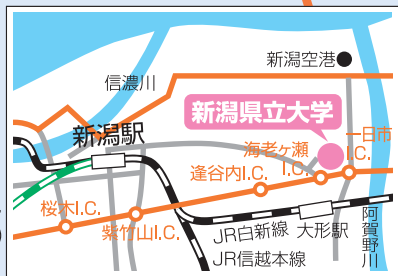 新潟空港
信濃川
新潟県立大学
新潟駅
海老ヶ瀬
I.C.
一日市
I.C.
逢谷内I.C.
桜木I.C.
紫竹山I.C.
JR白新線
大形駅
JR信越本線
阿賀野川